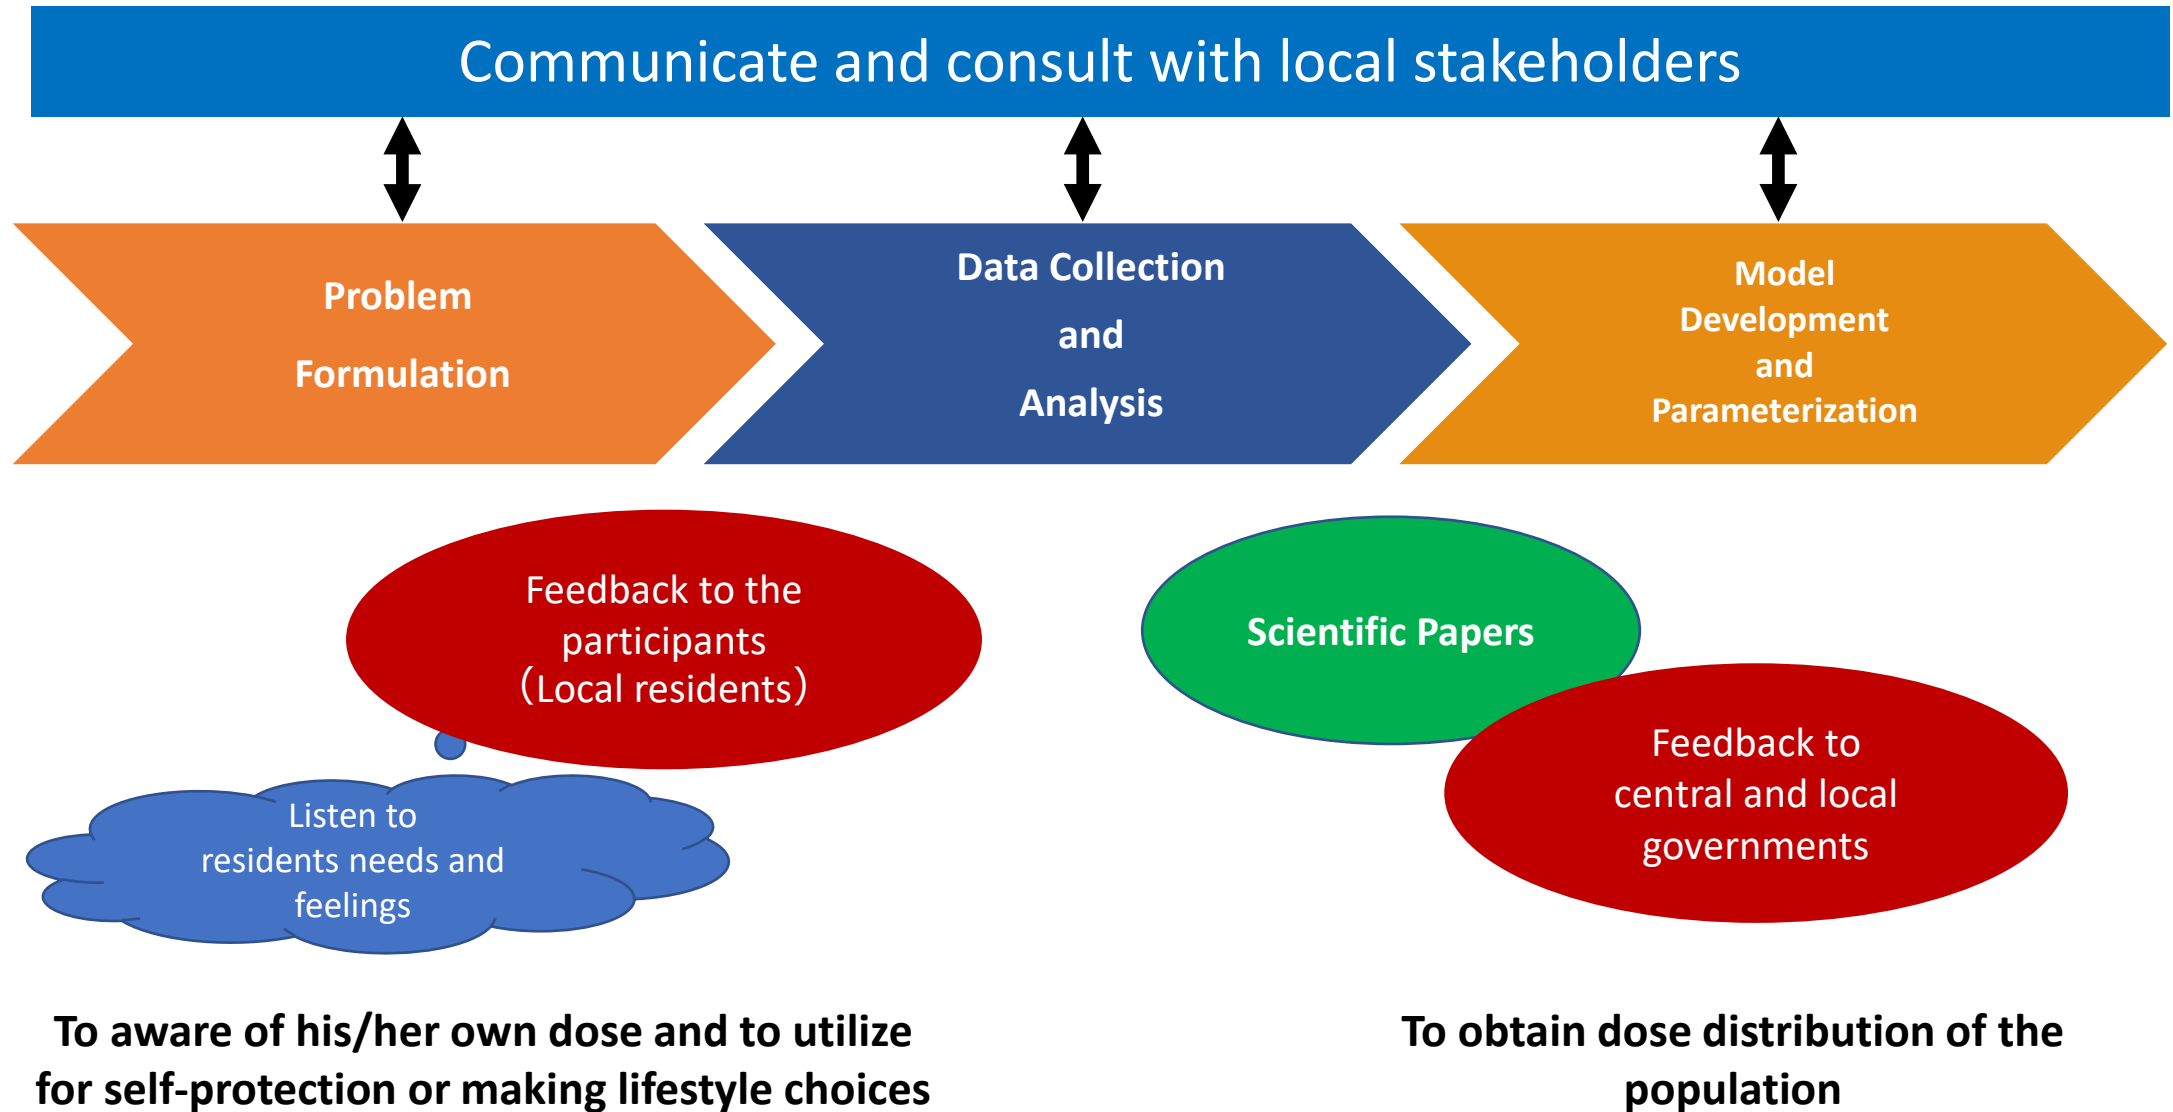 Communicate and consult with local stakeholders
Problem
Formulation
Data Collection
and
Analysis
Model
Development
and
Parameterization
Feedback to the
participants
（Local residents）
Scientific Papers
Feedback to
central and local
governments
Listen to
residents needs and
feelings
To aware of his/her own dose and to utilize
for self-protection or making lifestyle choices
To obtain dose distribution of the
population